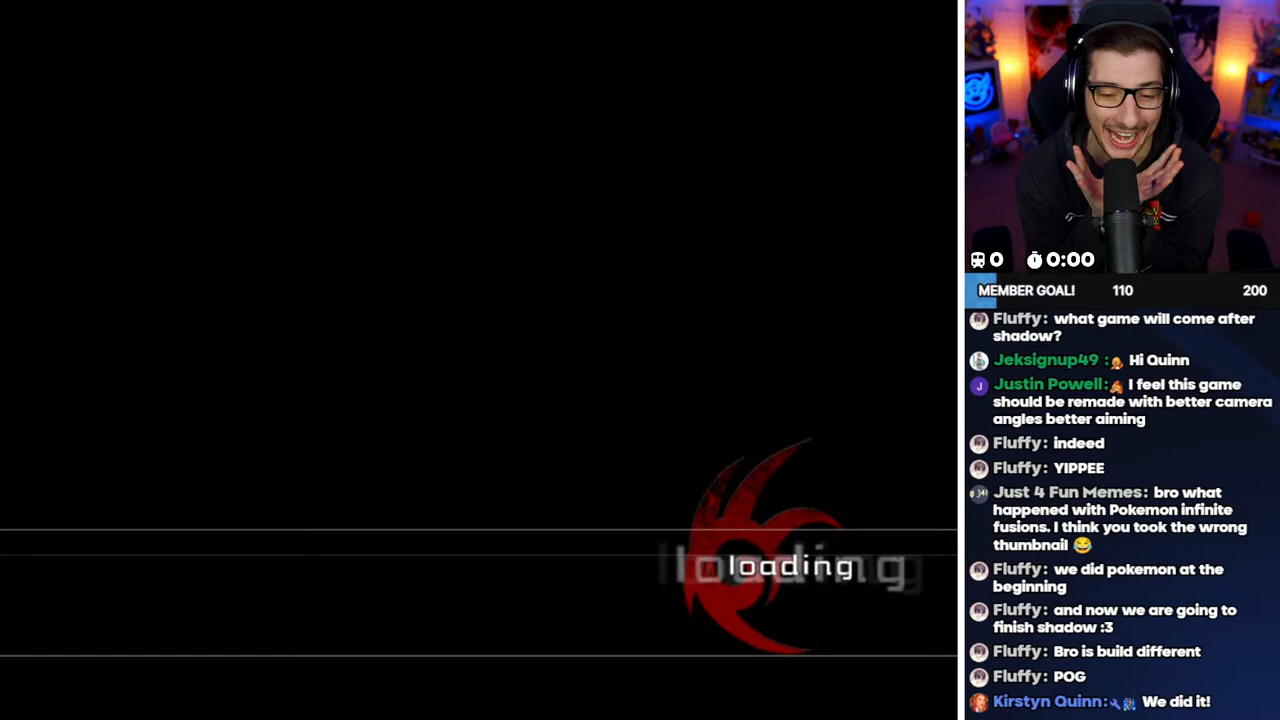 loading
loading
0 0:00
MEMBER GOAL! 110 200
Fluffy: what game will come after
shadow?
Jeksignup49 : Hi Quinn
J Justin Powell: I feel this game
should be remade with better camera
angles better aiming
Fluffy: indeed
Fluffy: YIPPEE
Just 4 Fun Memes: bro what
happened with Pokemon infinite
fusions. I think you took the wrong
thumbnail 😂
Fluffy: we did pokemon at the
beginning
Fluffy: and now we are going to
finish shadow :3
Fluffy: Bro is build different
Fluffy: POG
Kirstyn Quinn: We did it!